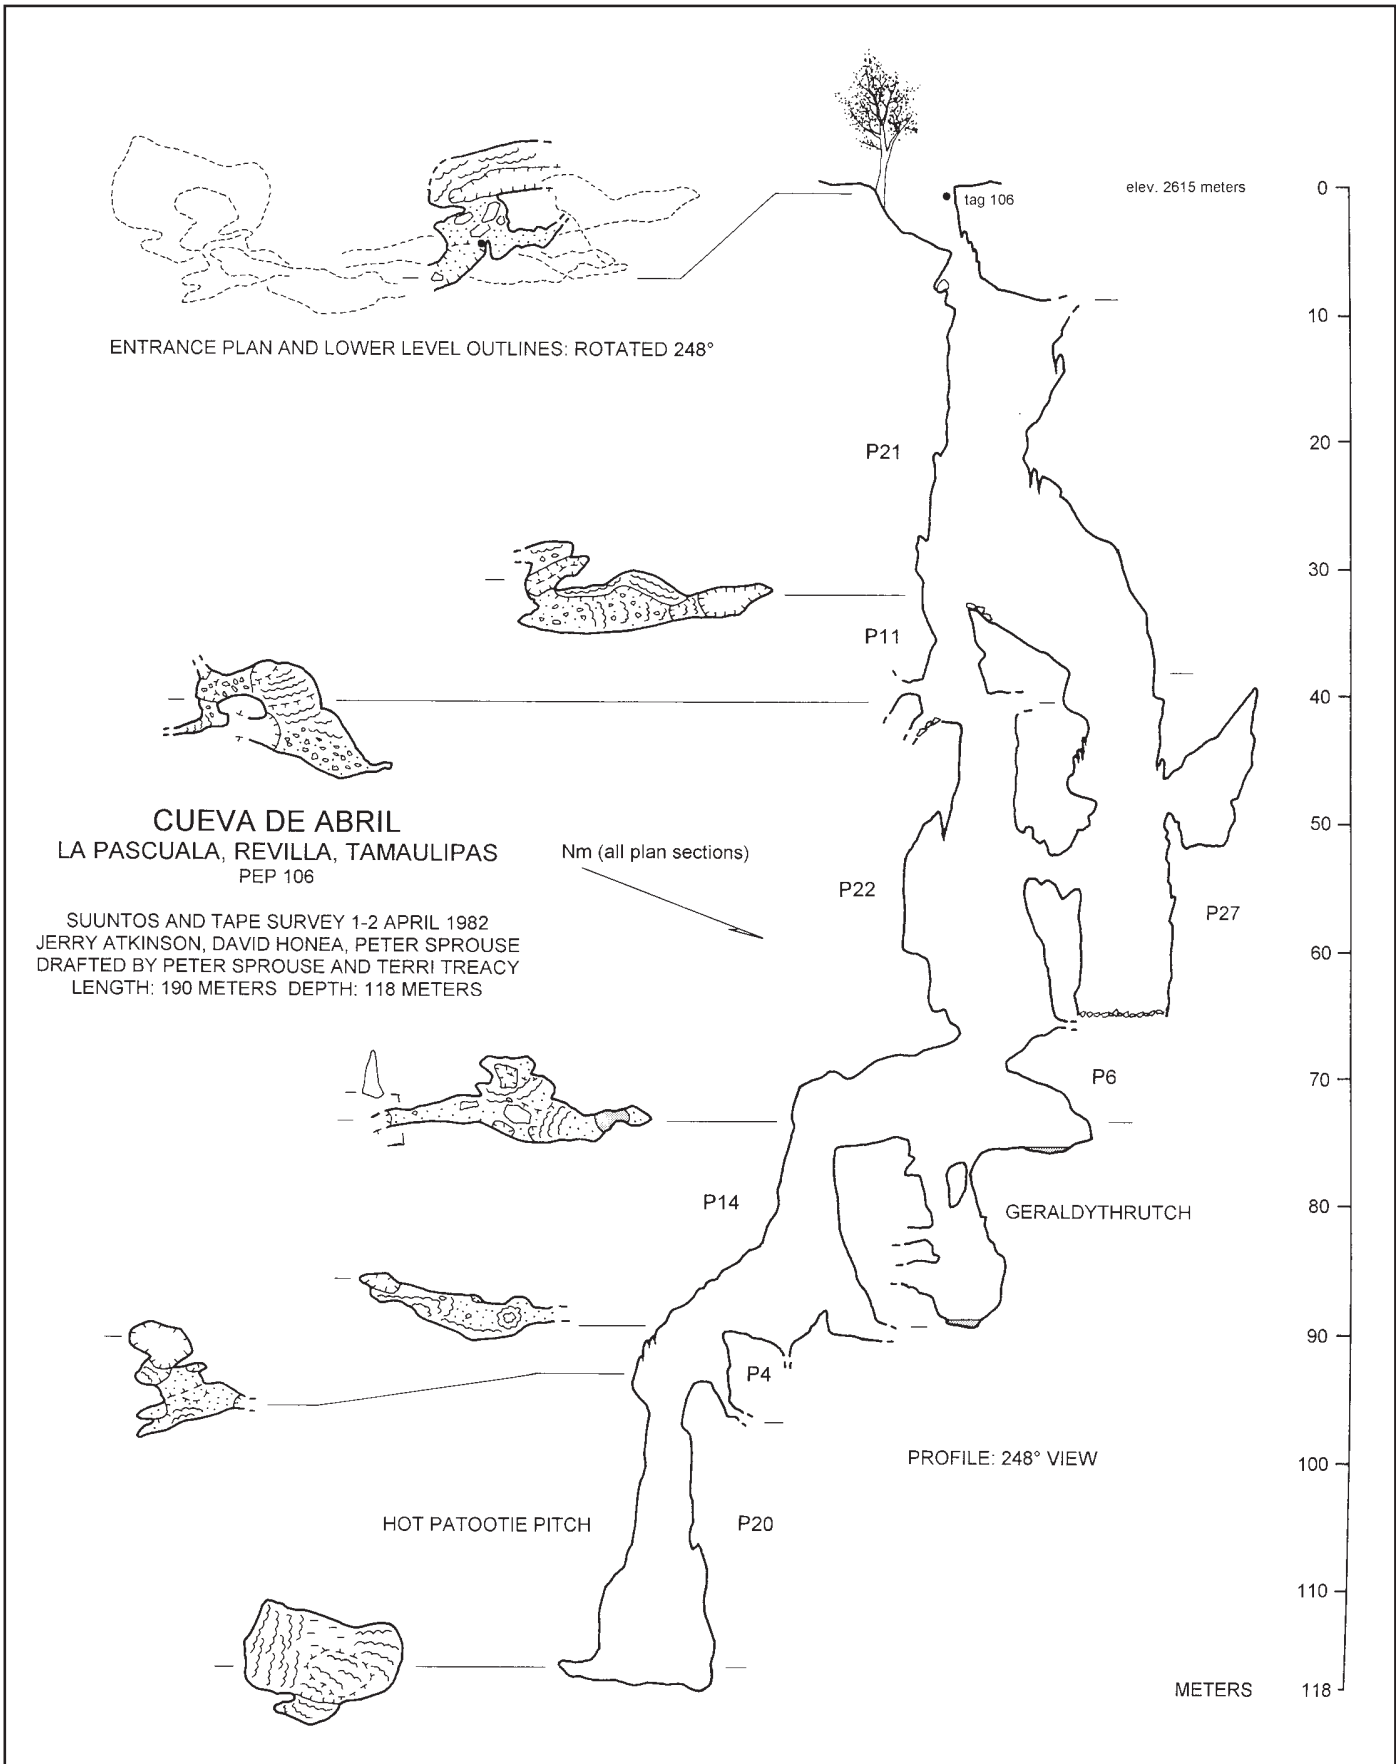 elev. 2615 meters
0
tag 106
10
ENTRANCE PLAN AND LOWER LEVEL OUTLINES: ROTATED 248°
20
P21
30
P11
40
CUEVA DE ABRIL
LA PASCUALA, REVILLA, TAMAULIPAS
PEP 106
50
Nm (all plan sections)
P22
P27
SUUNTOS AND TAPE SURVEY 1-2 APRIL 1982
JERRY ATKINSON, DAVID HONEA, PETER SPROUSE
DRAFTED BY PETER SPROUSE AND TERRI TREACY
LENGTH: 190 METERS DEPTH: 118 METERS
60
P6
70
P14
80
GERALDYTHRUTCH
90
P4
PROFILE: 248° VIEW
100
HOT PATOOTIE PITCH
P20
110
METERS
118